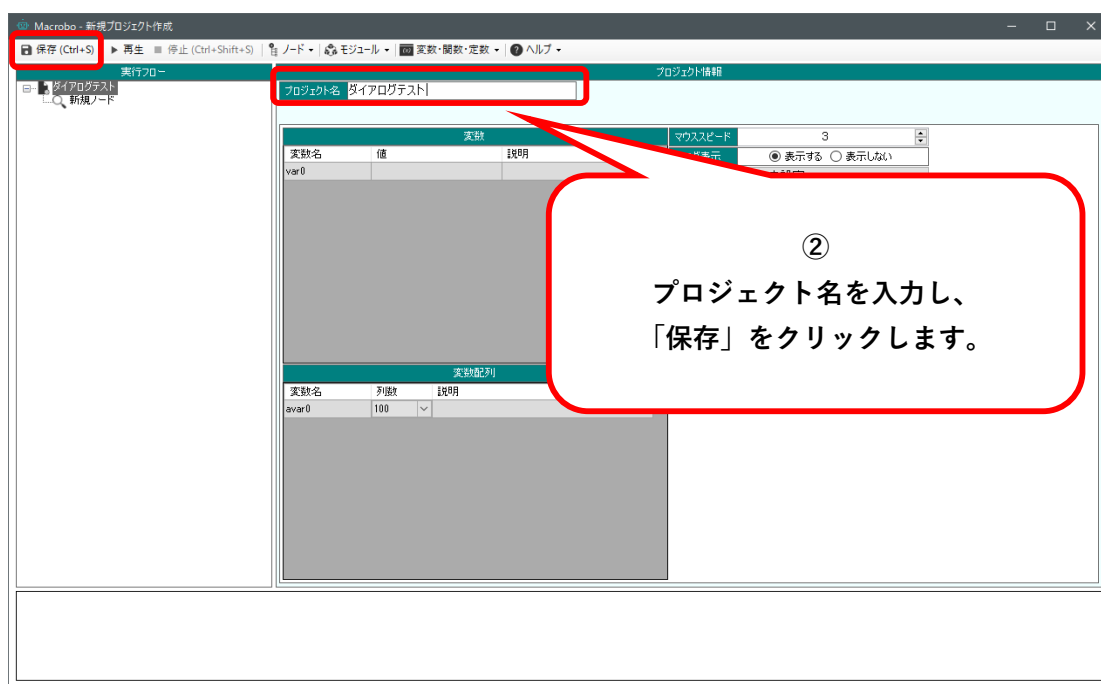 Macrobo - 新規プロジェクト作成
保存 (Ctrl+S) 再生 停止 (Ctrl+Shift+S) ノード モジュール 変数・関数・定数 ヘルプ
実行フロー
ダイアログテスト
新規ノード
プロジェクト情報
プロジェクト名 ダイアログテスト
変数
変数名 値 説明
var0
マウススピード 3
表示 表示する 表示しない
変数配列
変数名 列数 説明
avar0 100
②
プロジェクト名を入力し、
「保存」をクリックします。